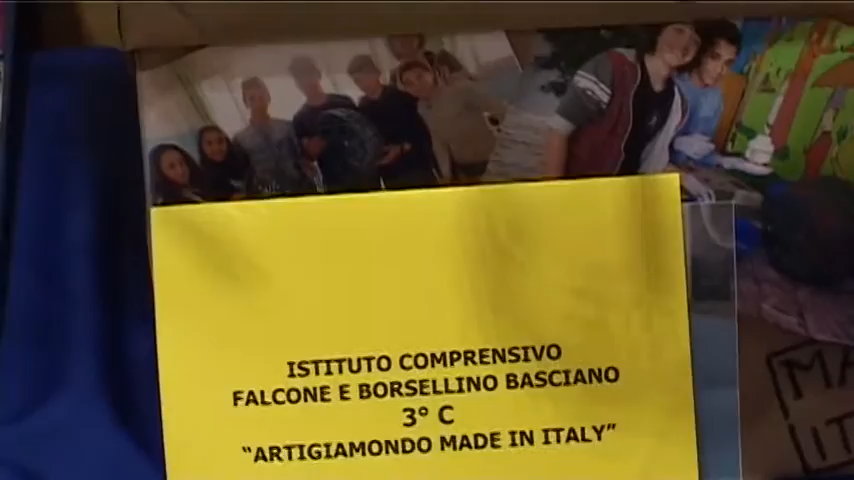 ISTITUTO COMPRENSIVO
FALCONE E BORSELLINO BASCIANO
3° C
“ARTIGIAMONDO MADE IN ITALY”